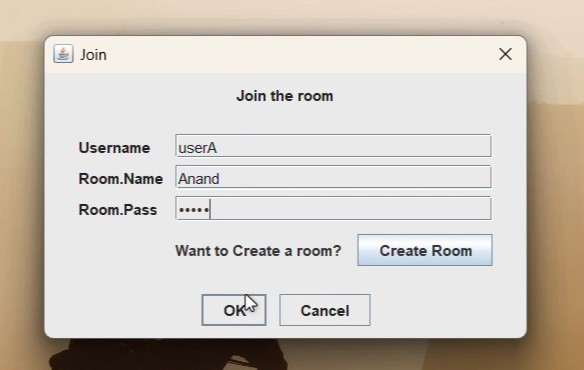 Join
Join the room
Username userA
Room.Name Anand
Room.Pass •••••
Want to Create a room? Create Room
OK Cancel